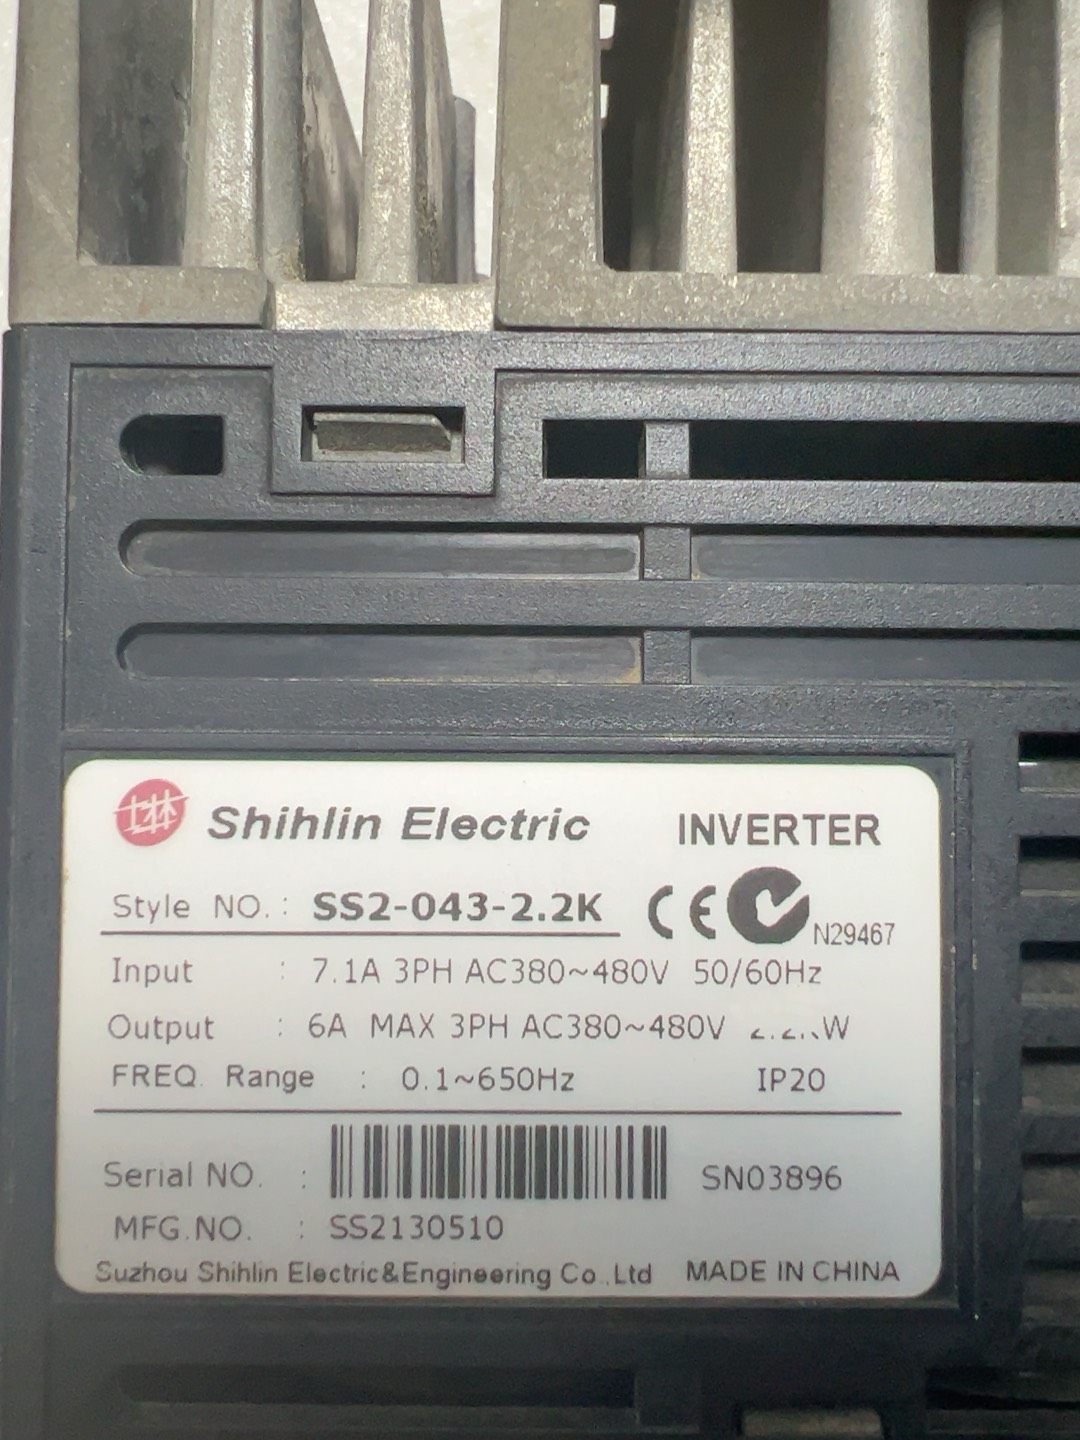 Shihlin Electric INVERTER
Style NO. : SS2-043-2.2K CE N29467
Input : 7.1A 3PH AC380~480V 50/60Hz
Output : 6A MAX 3PH AC380~480V
FREQ. Range : 0.1~650Hz IP20
Serial NO. : SN03896
MFG.NO. : SS2130510
Suzhou Shihlin Electric&Engineering Co.,Ltd MADE IN CHINA